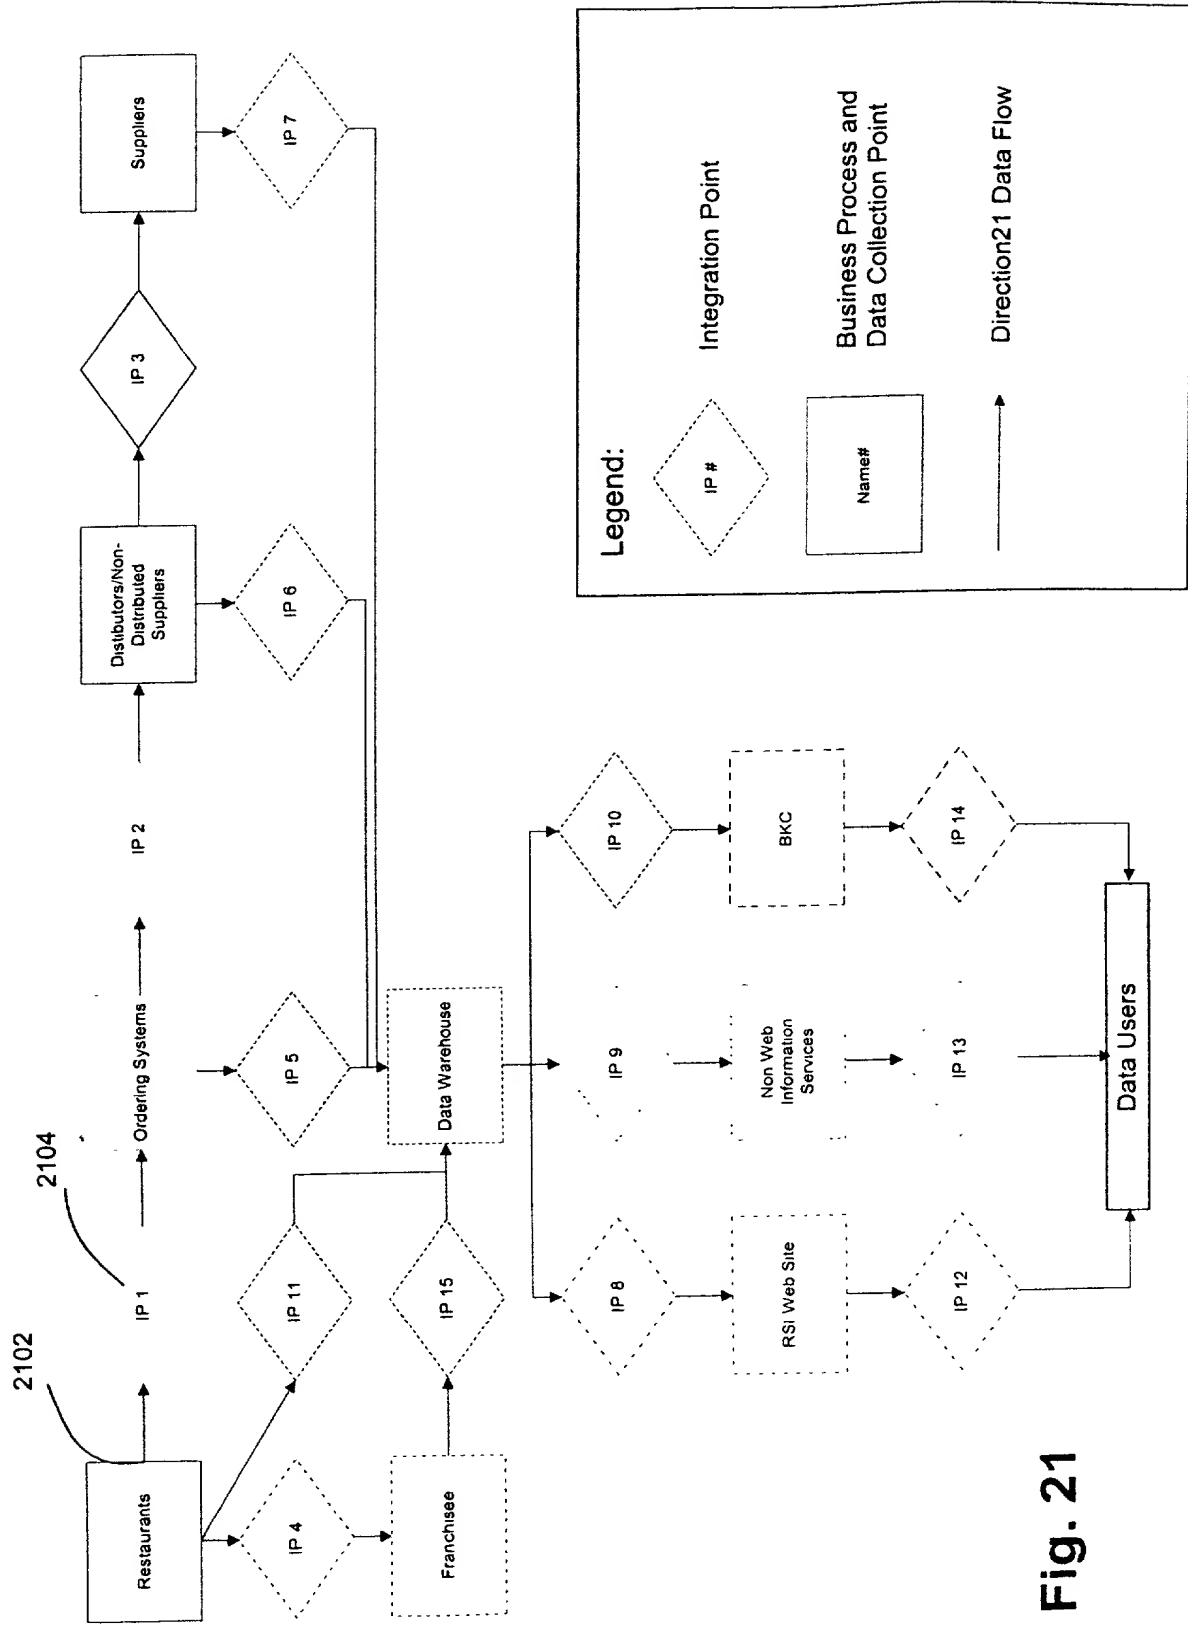 2102
2104
Restaurants
IP 1
Ordering Systems
IP 2
Distibutors/Non-
Distributed
Suppliers
IP 3
Suppliers
IP 4
IP 11
IP 5
IP 6
IP 7
Franchisee
IP 15
Data Warehouse
IP 8
IP 9
IP 10
RSI Web Site
Non Web
Information
Services
BKC
IP 12
IP 13
IP 14
Data Users
Legend:
IP #
Integration Point
Name#
Business Process and
Data Collection Point
Direction21 Data Flow
Fig. 21